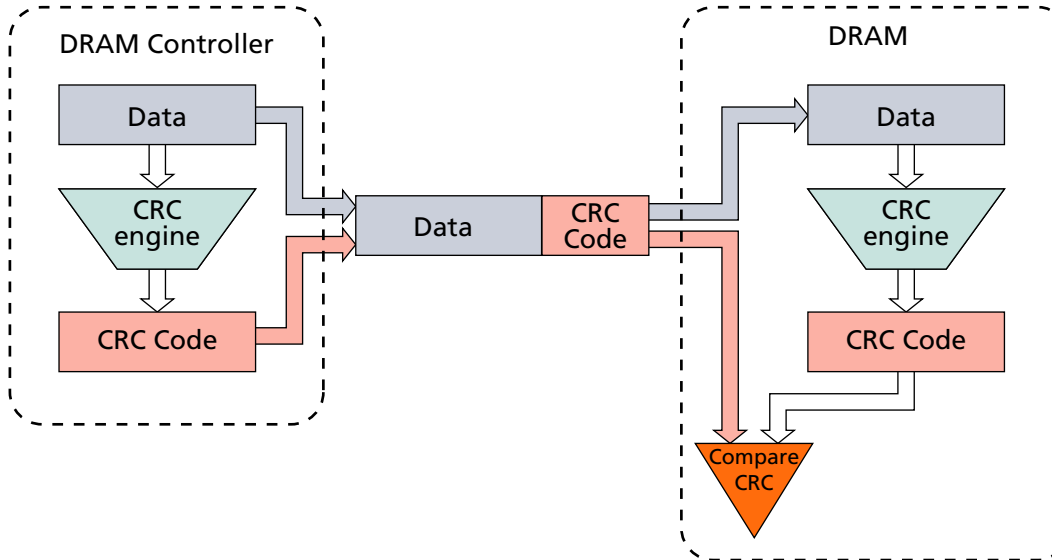 DRAM Controller
Data
CRC
engine
CRC Code
Data
CRC
Code
DRAM
Data
CRC
engine
CRC Code
Compare
CRC